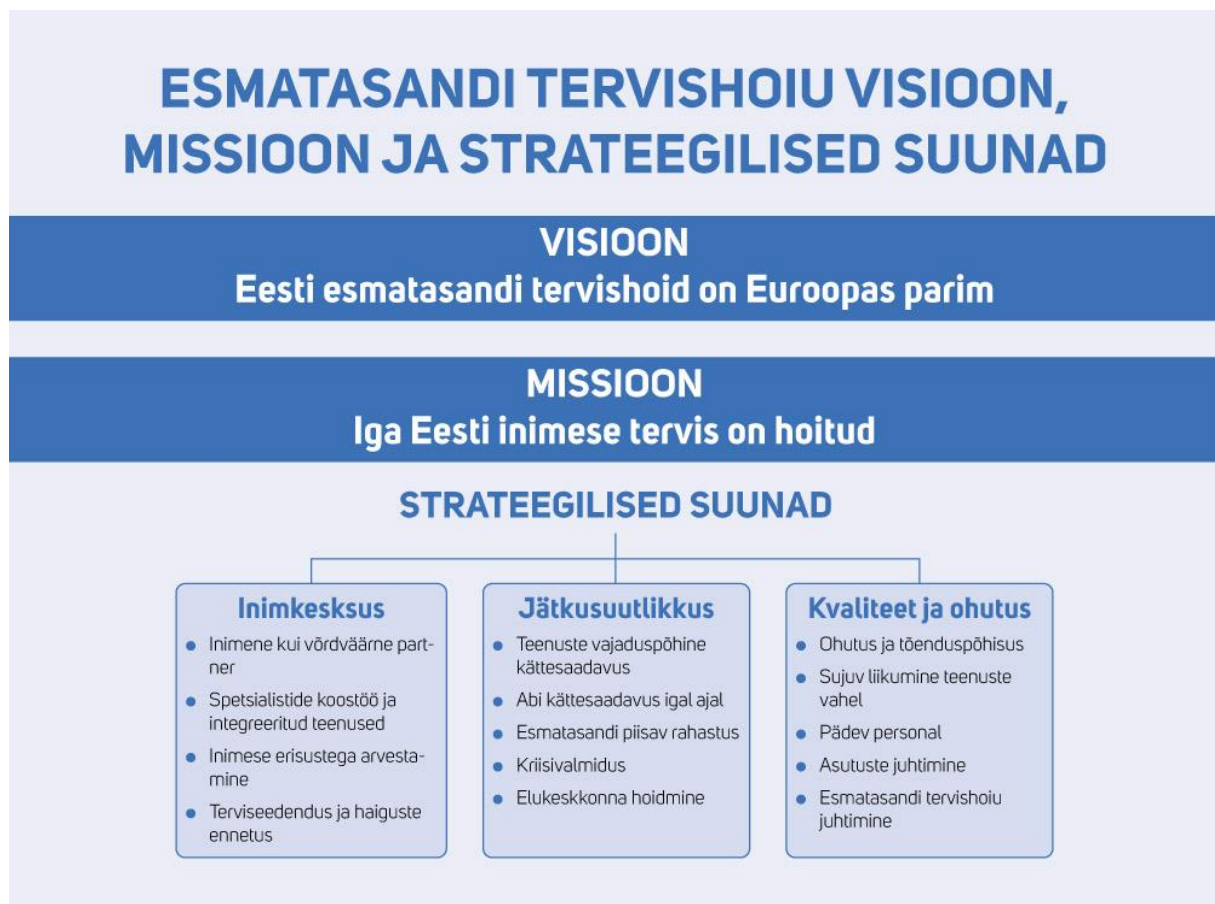 ESMATASANDI TERVISHOIU VISIOON,
MISSIOON JA STRATEEGILISED SUUNAD
VISIOON
Eesti esmatasandi tervishoid on Euroopas parim
MISSIOON
Iga Eesti inimese tervis on hoitud
STRATEEGILISED SUUNAD
Inimkesksus
Inimene kui võrdväärne part-
ner
Spetsialistide koostöö ja
integreeritud teenused
Inimese erisustega arvesta-
mine
Terviseedendus ja haiguste
ennetus
Jätkusuutlikkus
Teenuste vajaduspõhine
kättesaadavus
Abi kättesaadavus igal ajal
Esmatasandi piisav rahastus
Kriisivalmidus
Elukeskkonna hoidmine
Kvaliteet ja ohutus
Ohutus ja tõenduspõhisus
Sujuv liikumine teenuste
vahel
Pädev personal
Asutuste juhtimine
Esmatasandi tervishoiu
juhtimine